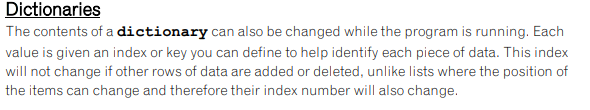 Dictionaries
The contents of a dictionary can also be changed while the program is running. Each
value is given an index or key you can define to help identify each piece of data. This index
will not change if other rows of data are added or deleted, unlike lists where the position of
the items can change and therefore their index number will also change.